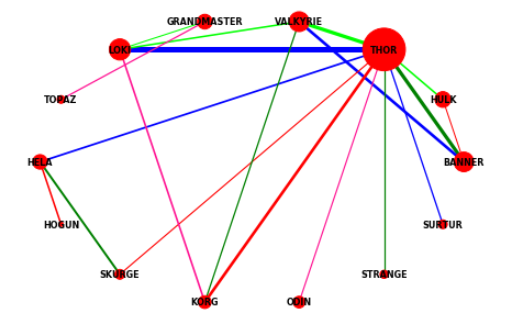 GRANDMASTER
VALKYRIE
LOKI
THOR
TOPAZ
HULK
HELA
BANNER
HOGUN
SURTUR
SKURGE
STRANGE
KORG
ODIN